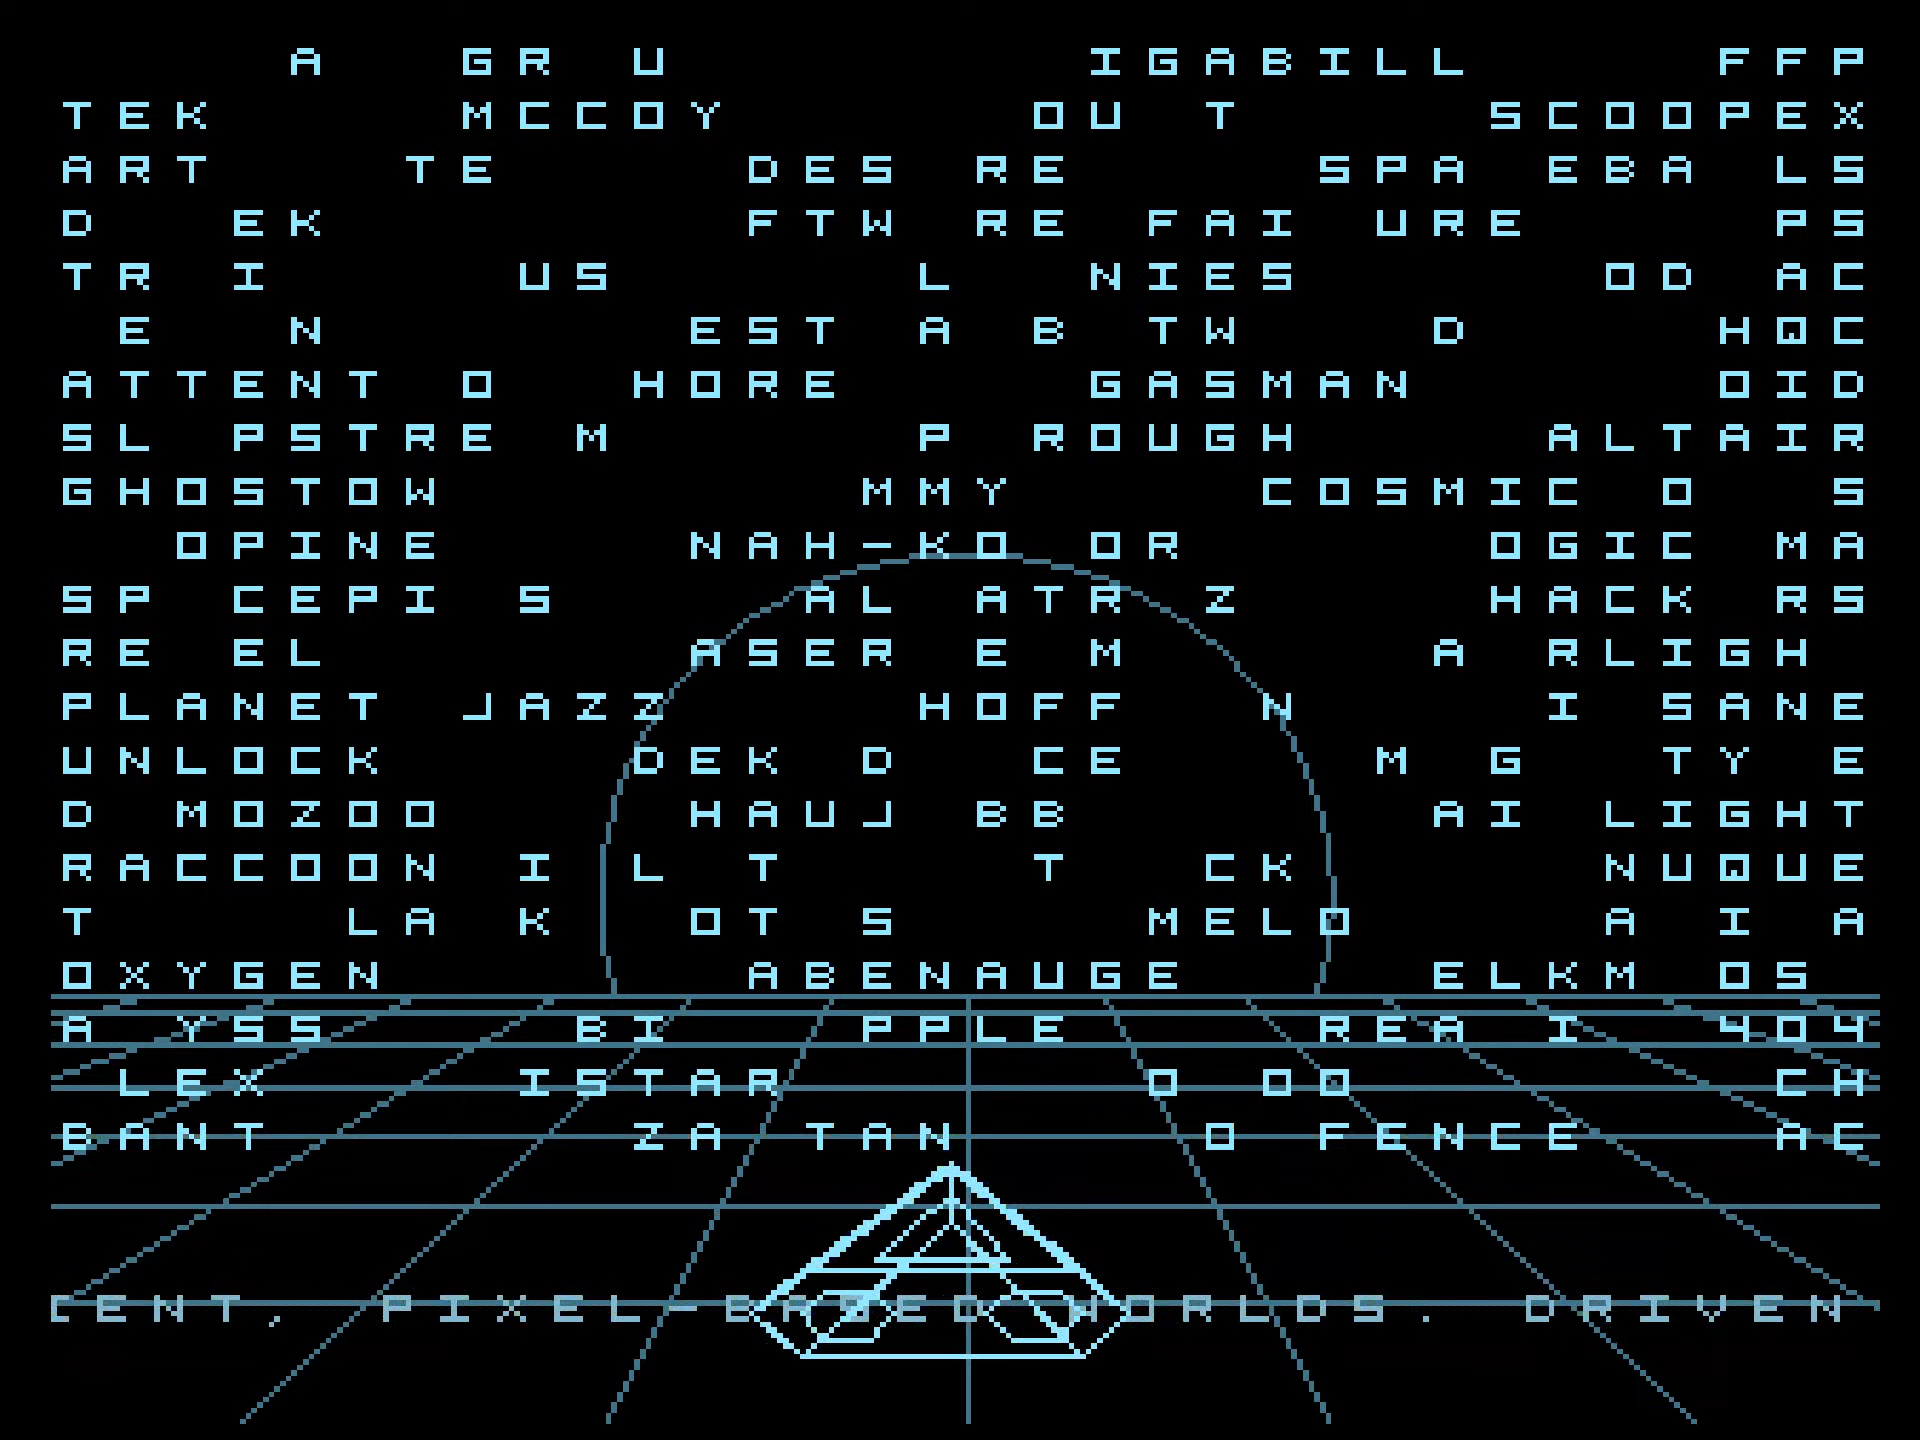 A GR U IGABILL FFP
TEK MCCOY OUT T SCOOPEX
ART TE DES RE SPA EBA LS
D EK FTW RE FAI URE PS
TR I US L NIES OD AC
E N EST A B TW D HQC
ATTENT O HORE GASMAN OID
SL PSTRE M P ROUGH ALTAIR
GHOSTOW MMY COSMIC O S
OPINE NAH-KO OR OGIC MA
SP CEPI S AL ATR Z HACK RS
RE EL ASER E M A RLIGH
PLANET JAZZ HOFF N I SANE
UNLOCK DEK D CE M G TY E
D MOZOO HAUJ BB AI LIGHT
RACCOON I L T T CK NUQUE
T LA K OT S MELO A I A
OXYGEN ABENAUGE ELKM OS
A YSS BI PPLE REA I 404
LEX ISTAR O OO CH
BANT ZA TAN O FENCE AC
CENT, PIXEL-BASED WORLDS. DRIVEN